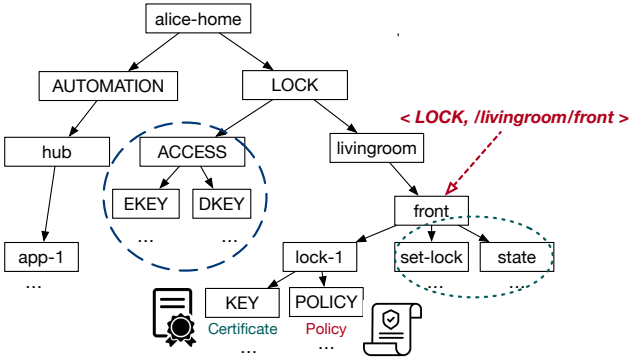 alice-home
AUTOMATION
LOCK
< LOCK, /livingroom/front >
hub
ACCESS
livingroom
EKEY
DKEY
front
...
...
app-1
lock-1
set-lock
state
...
...
...
KEY
POLICY
Certificate
Policy
...
...